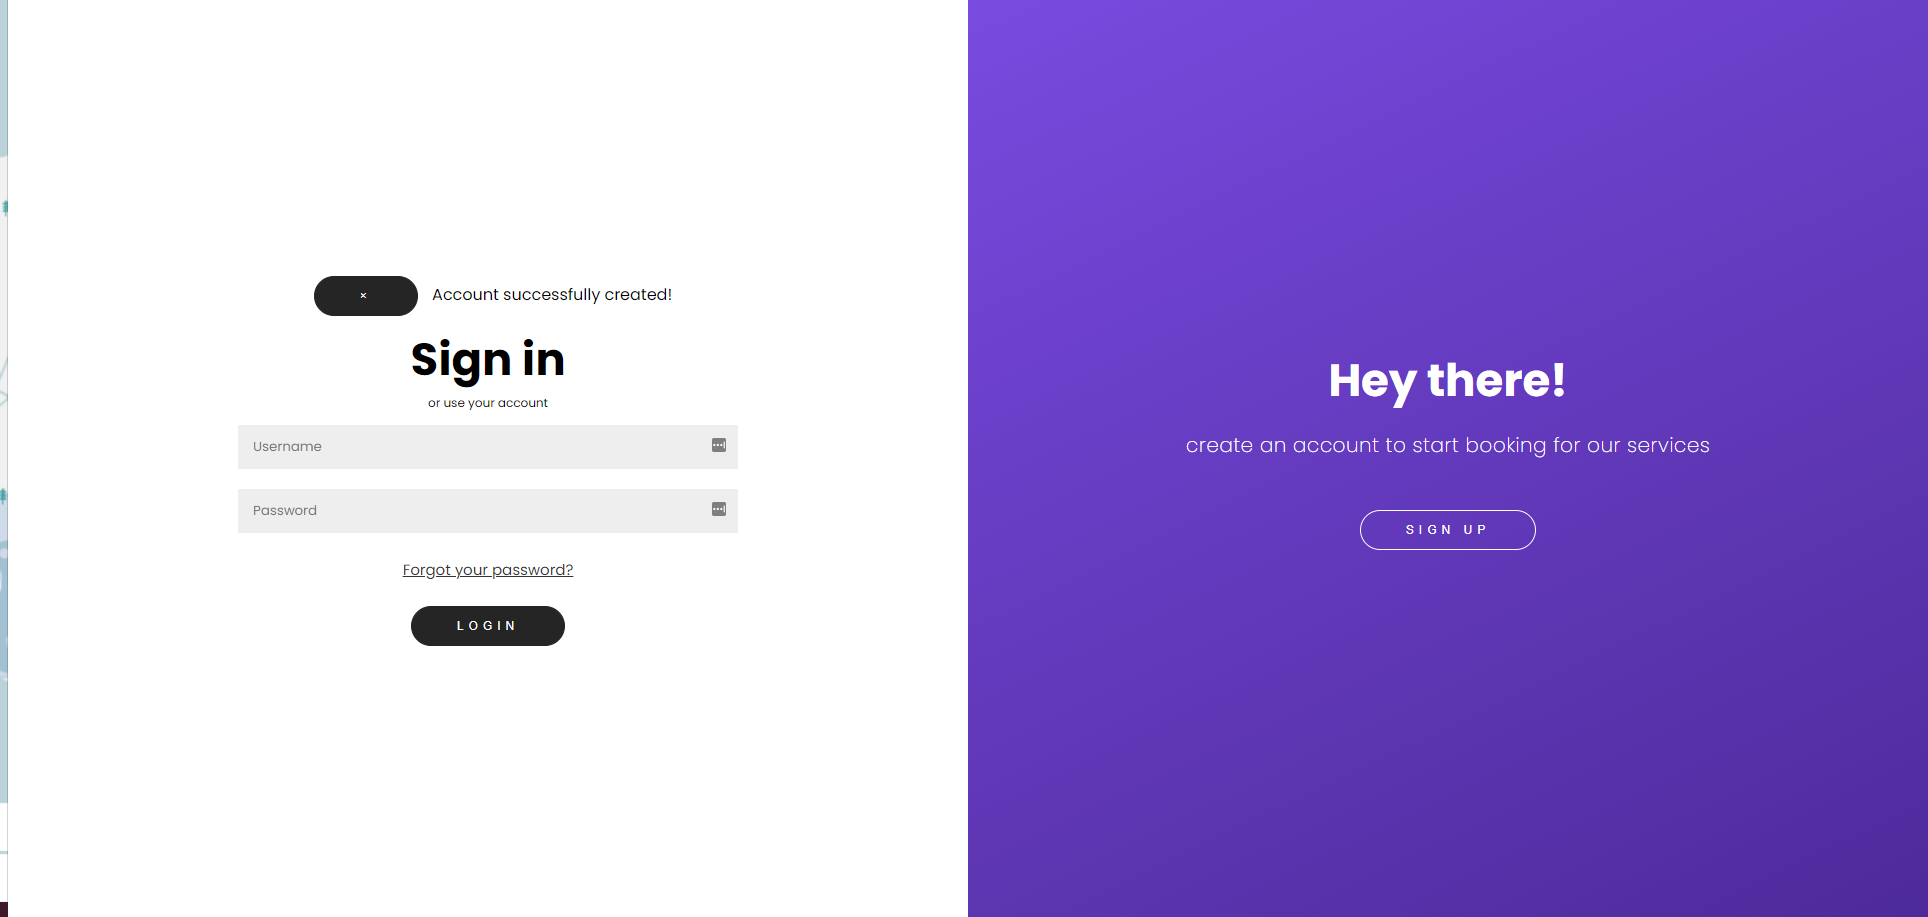 × Account successfully created!
Sign in
or use your account
Username
Password
Forgot your password?
LOGIN
Hey there!
create an account to start booking for our services
SIGN UP